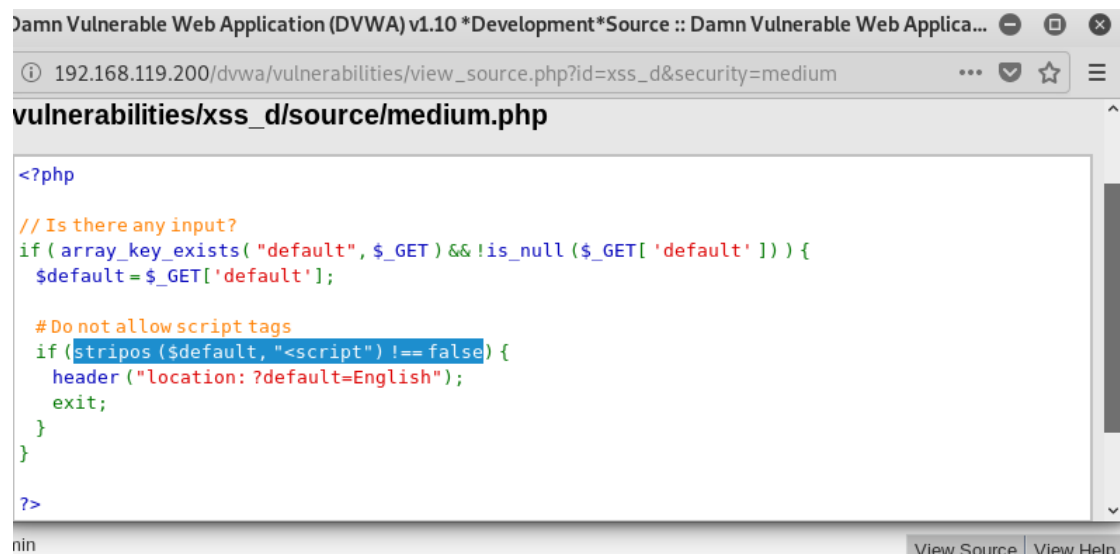 Damn Vulnerable Web Application (DVWA) v1.10 *Development*Source :: Damn Vulnerable Web Applica...
192.168.119.200/dvwa/vulnerabilities/view_source.php?id=xss_d&security=medium
vulnerabilities/xss_d/source/medium.php
<?php
// Is there any input?
if ( array_key_exists( "default", $_GET ) && !is_null ($_GET[ 'default' ]) ) {
$default = $_GET['default'];
# Do not allow script tags
if (stripos ($default, "<script") !== false) {
header ("location: ?default=English");
exit;
}
}
?>
min
View Source View Help